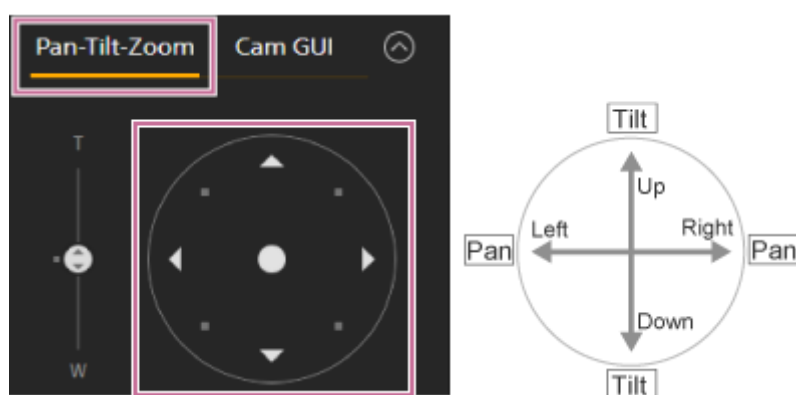 Pan-Tilt-Zoom
Cam GUI
T
W
Tilt
Up
Left
Right
Pan
Pan
Down
Tilt